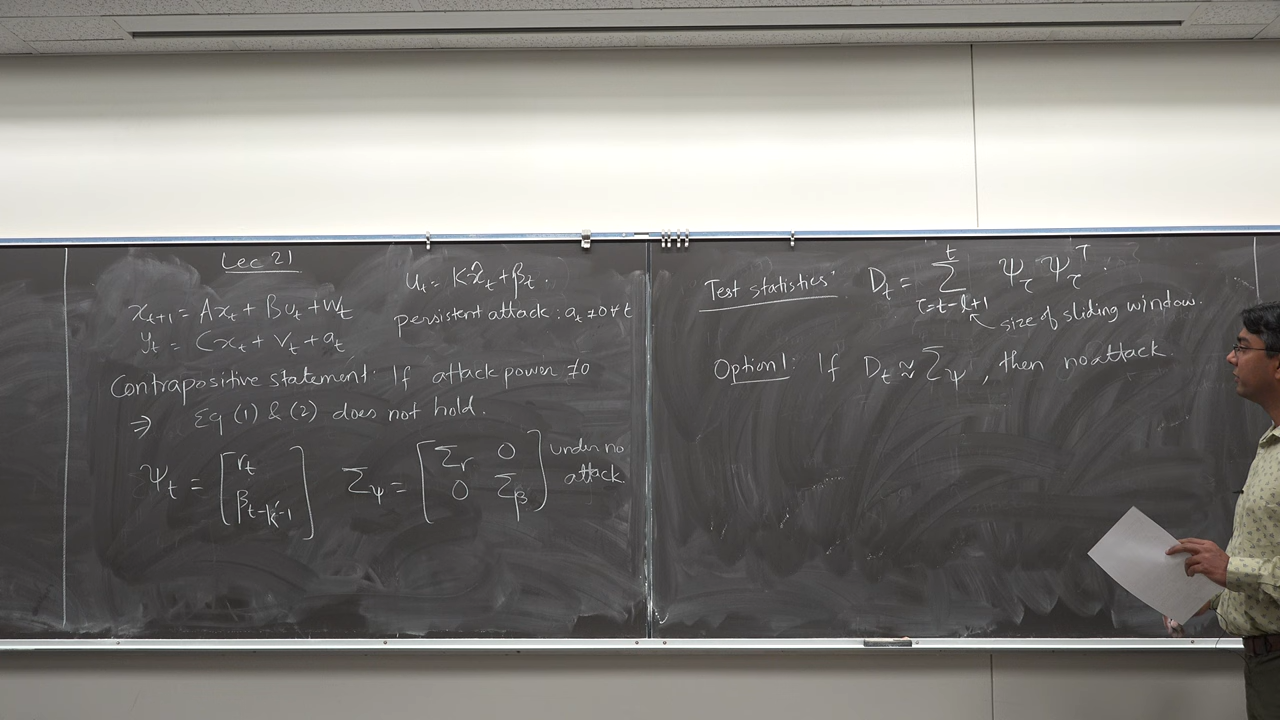 Lec 21
x_{t+1} = Ax_t + Bu_t + w_t
y_t = Cx_t + v_t + a_t
u_t = Kx̂_t + β_t.
persistent attack: a_t ≠ 0 ∀ t
Contrapositive statement: If attack power ≠ 0
⇒ Eq (1) & (2) does not hold.
Ψ_t = [r_t ; β_{t-k'-1}] Σ_Ψ = [Σ_r 0 ; 0 Σ_β] under no attack
Test statistics: D_t = Σ_{τ=t-l+1}^{t} Ψ_τ Ψ_τ^T.
size of sliding window.
Option 1: If D_t ≈ Σ_Ψ, then no attack.